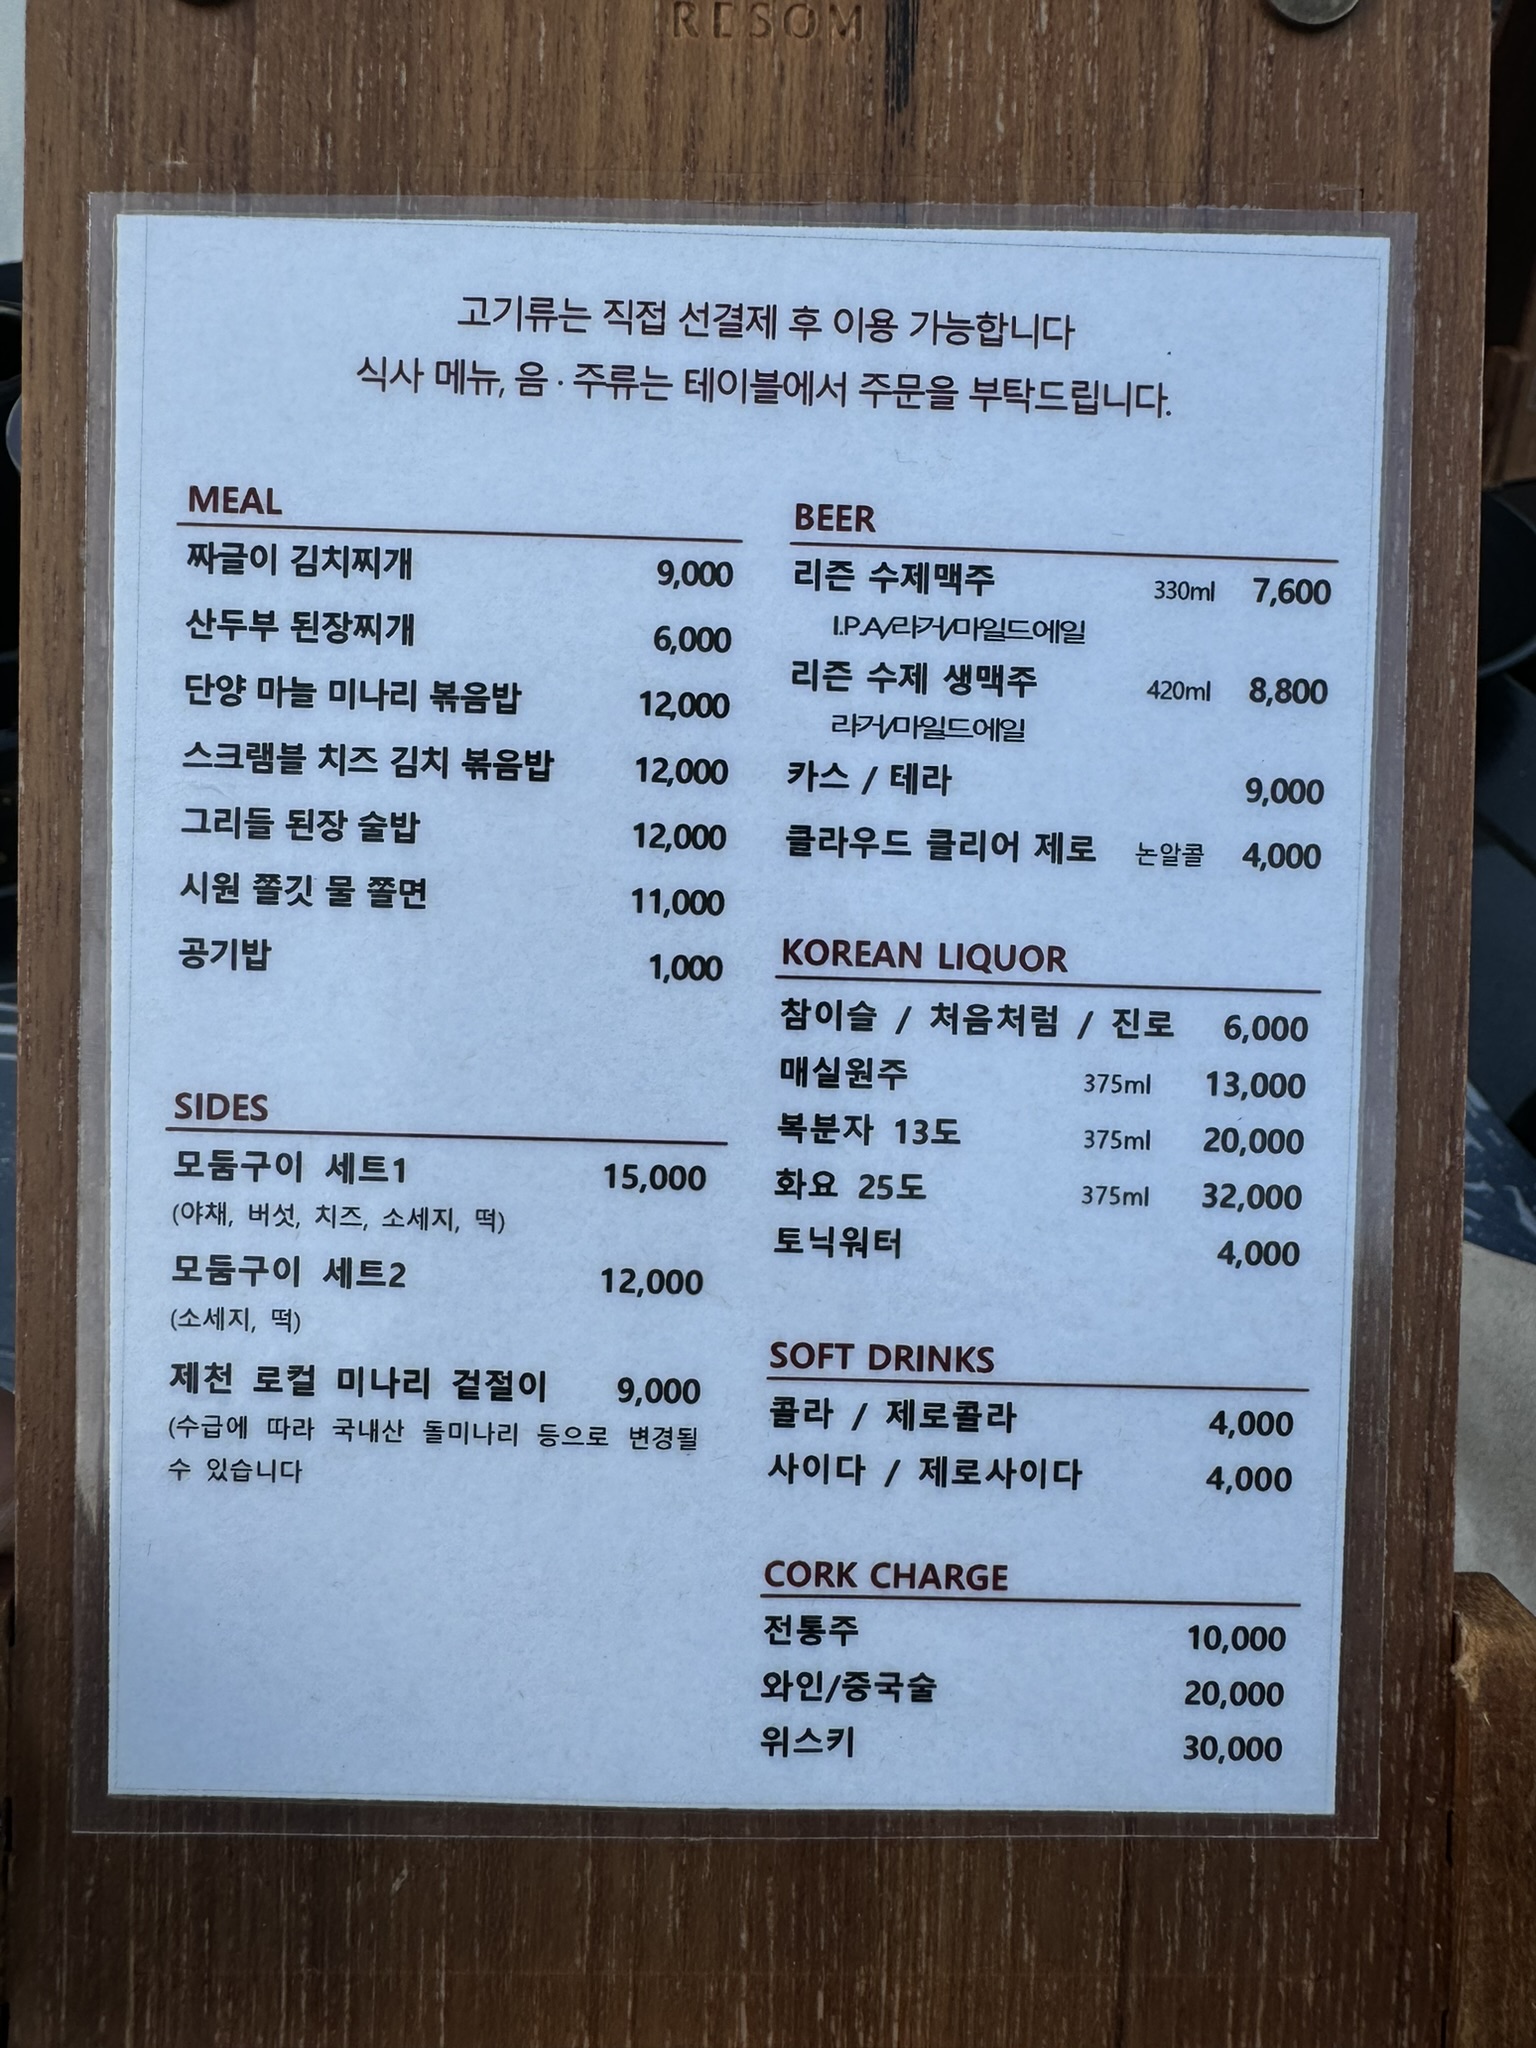 RESOM
고기류는 직접 선결제 후 이용 가능합니다
식사 메뉴, 음 · 주류는 테이블에서 주문을 부탁드립니다.
MEAL
짜글이 김치찌개 9,000
산두부 된장찌개 6,000
단양 마늘 미나리 볶음밥 12,000
스크램블 치즈 김치 볶음밥 12,000
그리들 된장 술밥 12,000
시원 쫄깃 물 쫄면 11,000
공기밥 1,000
SIDES
모둠구이 세트1 15,000
(야채, 버섯, 치즈, 소세지, 떡)
모둠구이 세트2 12,000
(소세지, 떡)
제천 로컬 미나리 겉절이 9,000
(수급에 따라 국내산 돌미나리 등으로 변경될
수 있습니다
BEER
리즌 수제맥주 330ml 7,600
I.P.A/라거/마일드에일
리즌 수제 생맥주 420ml 8,800
라거/마일드에일
카스 / 테라 9,000
클라우드 클리어 제로 논알콜 4,000
KOREAN LIQUOR
참이슬 / 처음처럼 / 진로 6,000
매실원주 375ml 13,000
복분자 13도 375ml 20,000
화요 25도 375ml 32,000
토닉워터 4,000
SOFT DRINKS
콜라 / 제로콜라 4,000
사이다 / 제로사이다 4,000
CORK CHARGE
전통주 10,000
와인/중국술 20,000
위스키 30,000